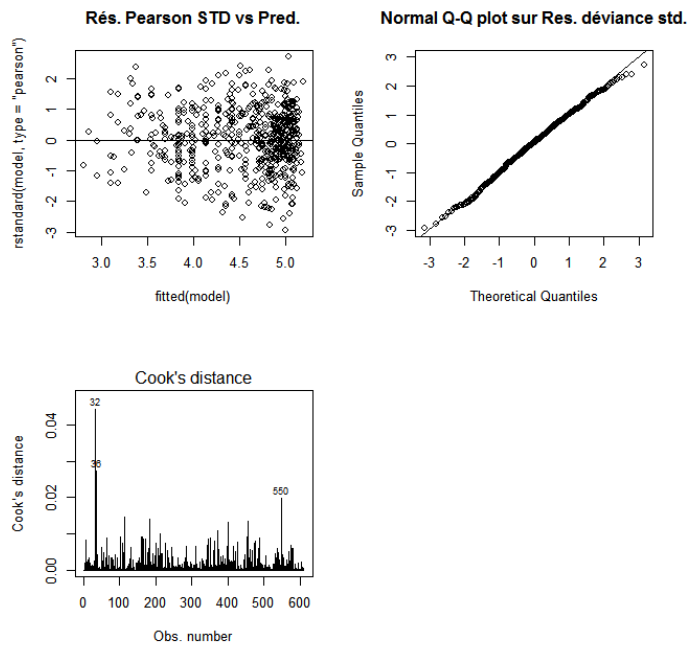 Rés. Pearson STD vs Pred.
rstandard(model, type = "pearson")
2
1
0
-1
-2
-3
3.0 3.5 4.0 4.5 5.0
fitted(model)
Normal Q-Q plot sur Res. déviance std.
Sample Quantiles
3
2
1
0
-1
-2
-3
-3 -2 -1 0 1 2 3
Theoretical Quantiles
Cook's distance
Cook's distance
0.04
0.02
0.00
32
36
550
0 100 200 300 400 500 600
Obs. number